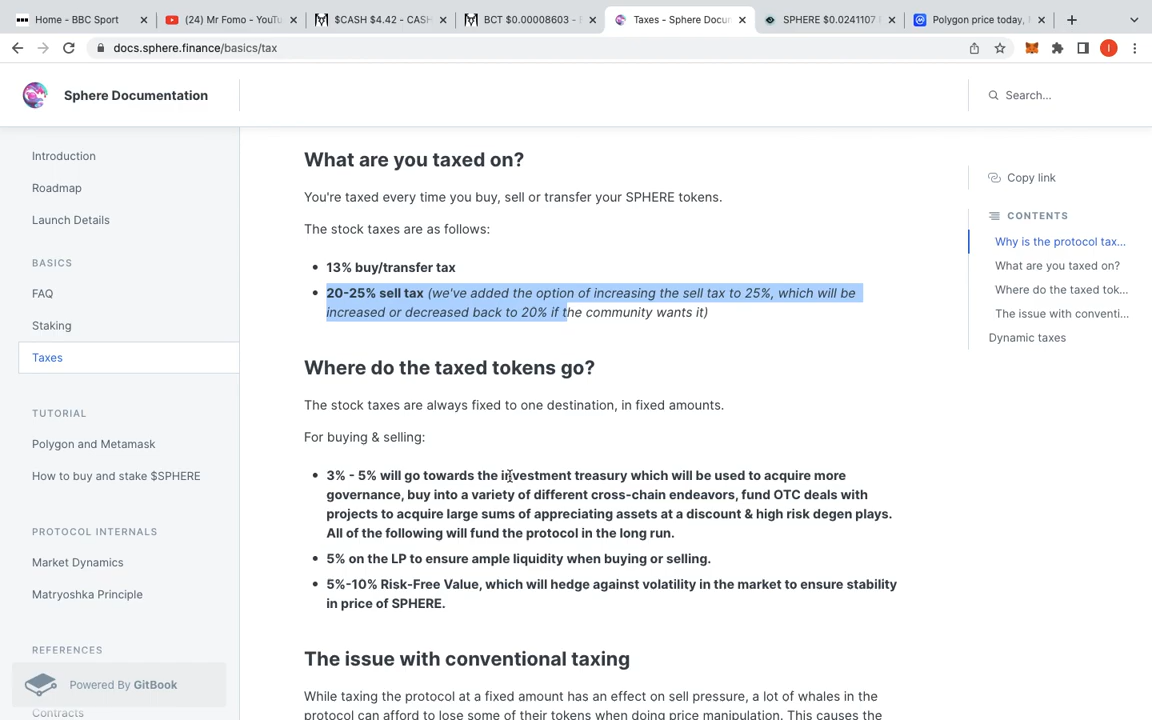 Home - BBC Sport
(24) Mr Fomo - YouTu
$CASH $4.42 - CAS
BCT $0.00008603 -
Taxes - Sphere Docu
SPHERE $0.0241107
Polygon price today,
docs.sphere.finance/basics/tax
I
Sphere Documentation
Search...
Introduction
Roadmap
Launch Details
BASICS
FAQ
Staking
Taxes
TUTORIAL
Polygon and Metamask
How to buy and stake $SPHERE
PROTOCOL INTERNALS
Market Dynamics
Matryoshka Principle
REFERENCES
Powered By GitBook
Contracts
What are you taxed on?
You're taxed every time you buy, sell or transfer your SPHERE tokens.
The stock taxes are as follows:
• 13% buy/transfer tax
• 20-25% sell tax (we've added the option of increasing the sell tax to 25%, which will be
increased or decreased back to 20% if the community wants it)
Where do the taxed tokens go?
The stock taxes are always fixed to one destination, in fixed amounts.
For buying & selling:
• 3% - 5% will go towards the investment treasury which will be used to acquire more
governance, buy into a variety of different cross-chain endeavors, fund OTC deals with
projects to acquire large sums of appreciating assets at a discount & high risk degen plays.
All of the following will fund the protocol in the long run.
• 5% on the LP to ensure ample liquidity when buying or selling.
• 5%-10% Risk-Free Value, which will hedge against volatility in the market to ensure stability
in price of SPHERE.
The issue with conventional taxing
While taxing the protocol at a fixed amount has an effect on sell pressure, a lot of whales in the
protocol can afford to lose some of their tokens when doing price manipulation. This causes the
Copy link
CONTENTS
Why is the protocol tax...
What are you taxed on?
Where do the taxed tok...
The issue with conventi...
Dynamic taxes